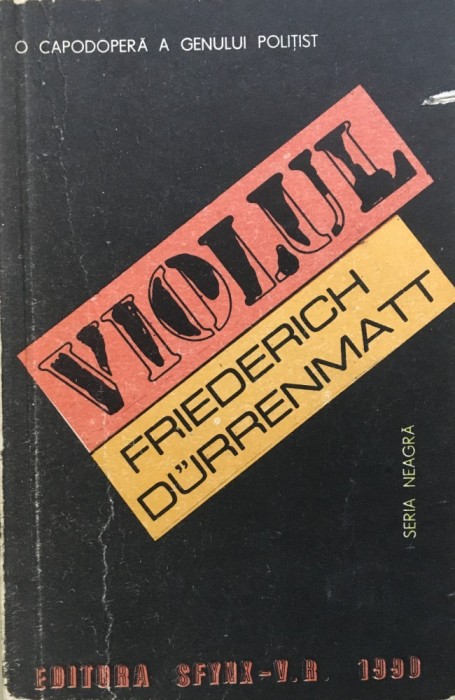 O CAPODOPERĂ A GENULUI POLIȚIST
VIOLUL
FRIEDERICH
DÜRRENMATT
SERIA NEAGRĂ
EDITURA SFYNX-V.R. 1990